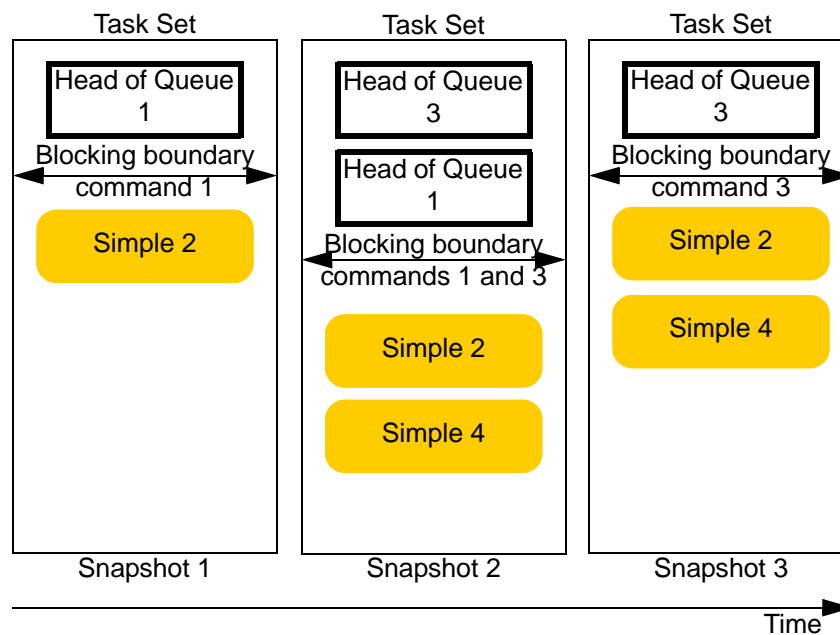 Task Set
Head of Queue
1
Blocking boundary
command 1
Simple 2
Snapshot 1
Task Set
Head of Queue
3
Head of Queue
1
Blocking boundary
commands 1 and 3
Simple 2
Simple 4
Snapshot 2
Task Set
Head of Queue
3
Blocking boundary
command 3
Simple 2
Simple 4
Snapshot 3
Time